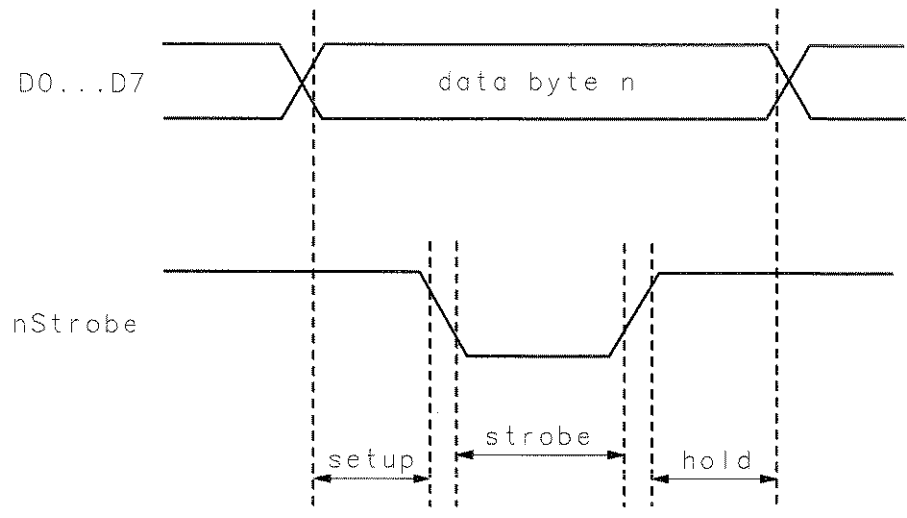 D0...D7
data byte n
nStrobe
setup
strobe
hold